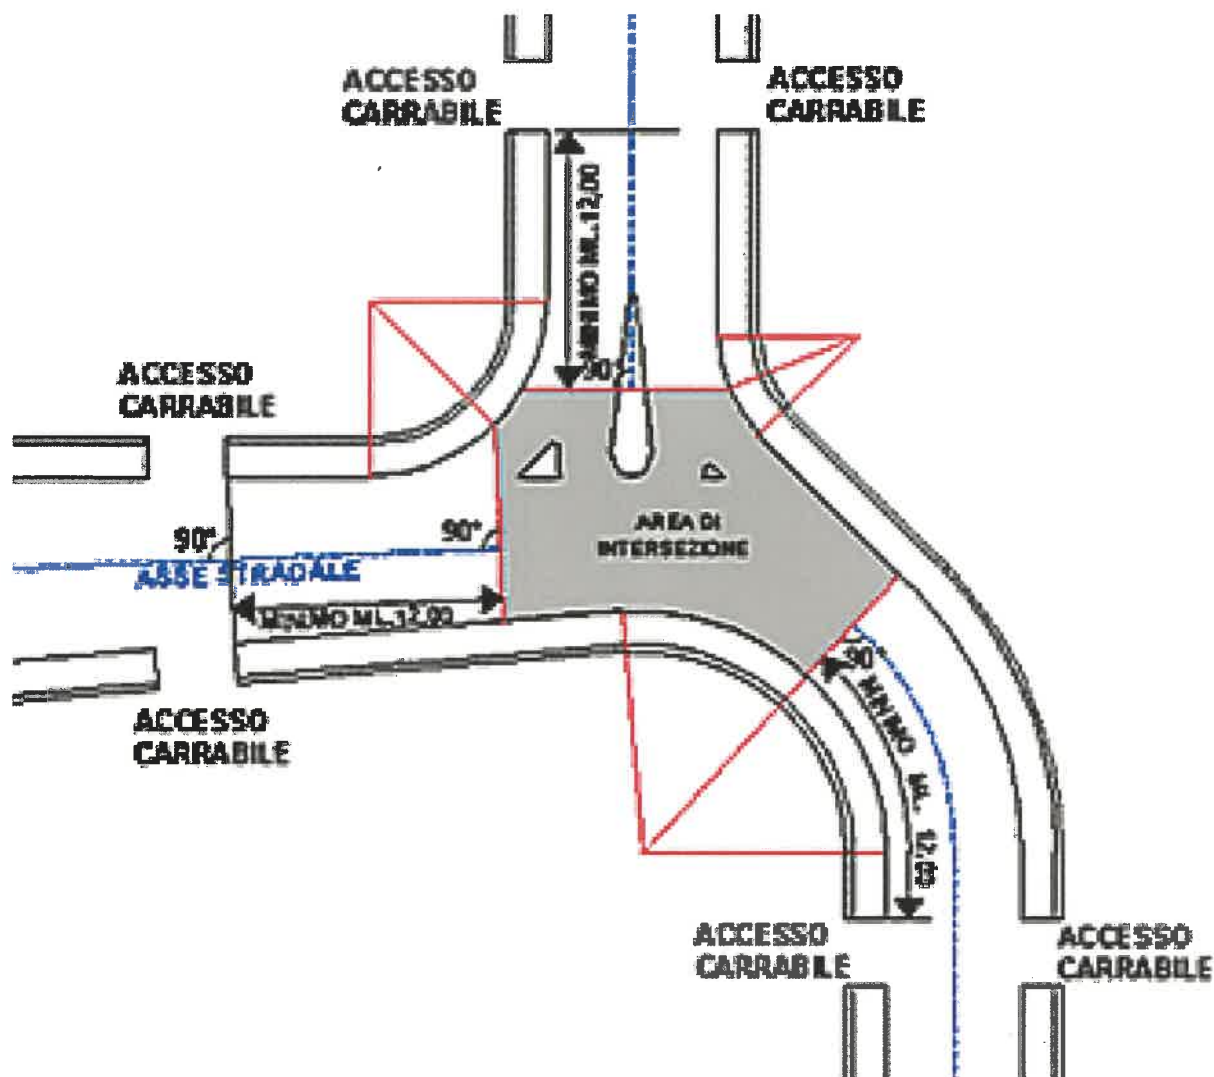 ACCESSO
CARRABILE
ACCESSO
CARRABILE
MINIMO ML. 12,00
90°
ACCESSO
CARRABILE
90°
90°
ASSE STRADALE
MINIMO ML. 12,00
AREA DI
INTERSEZIONE
90°
MINIMO ML. 12,00
ACCESSO
CARRABILE
ACCESSO
CARRABILE
ACCESSO
CARRABILE